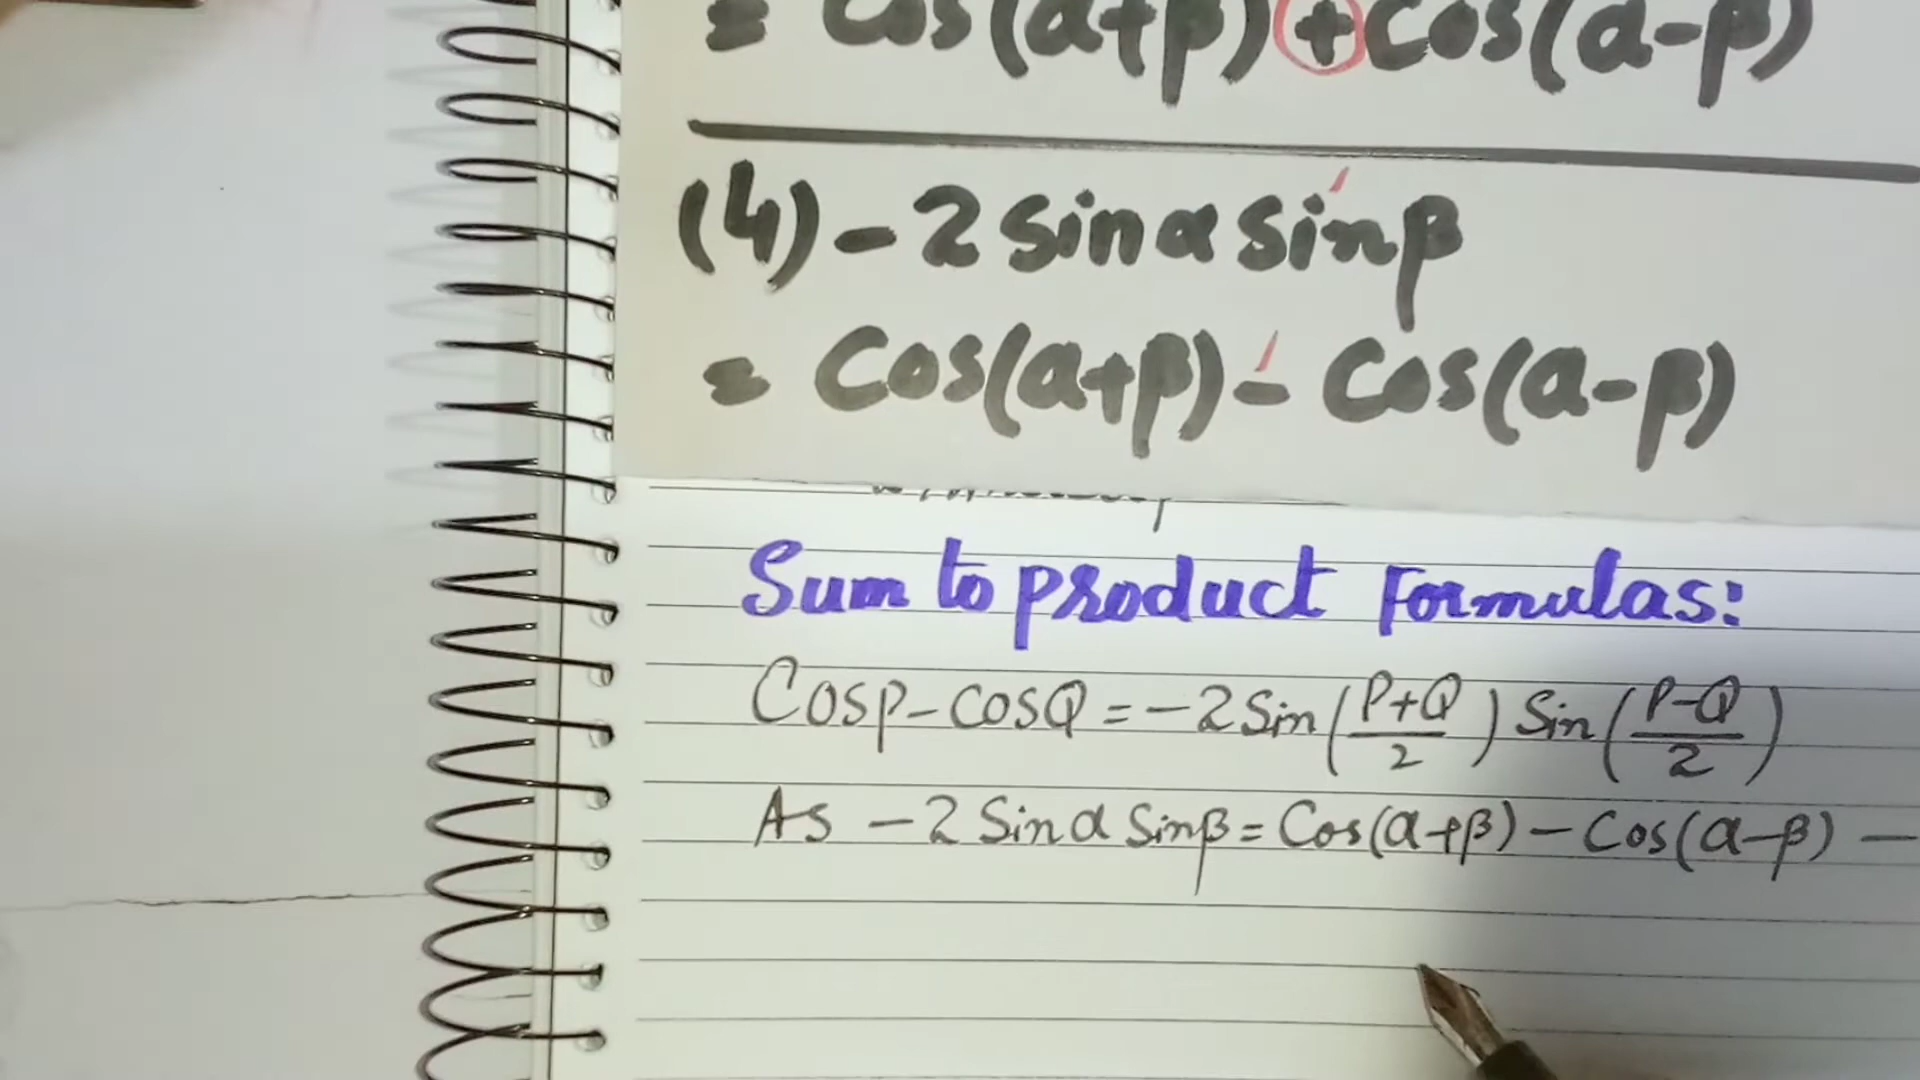 = Cos(α+β)+Cos(α-β)
(4) -2 Sinα Sinβ
= Cos(α+β) - Cos(α-β)
Sum to product Formulas:
CosP-cosQ = -2 Sin(P+Q/2) Sin(P-Q/2)
As -2 Sinα Sinβ = Cos(α+β) - Cos(α-β) -